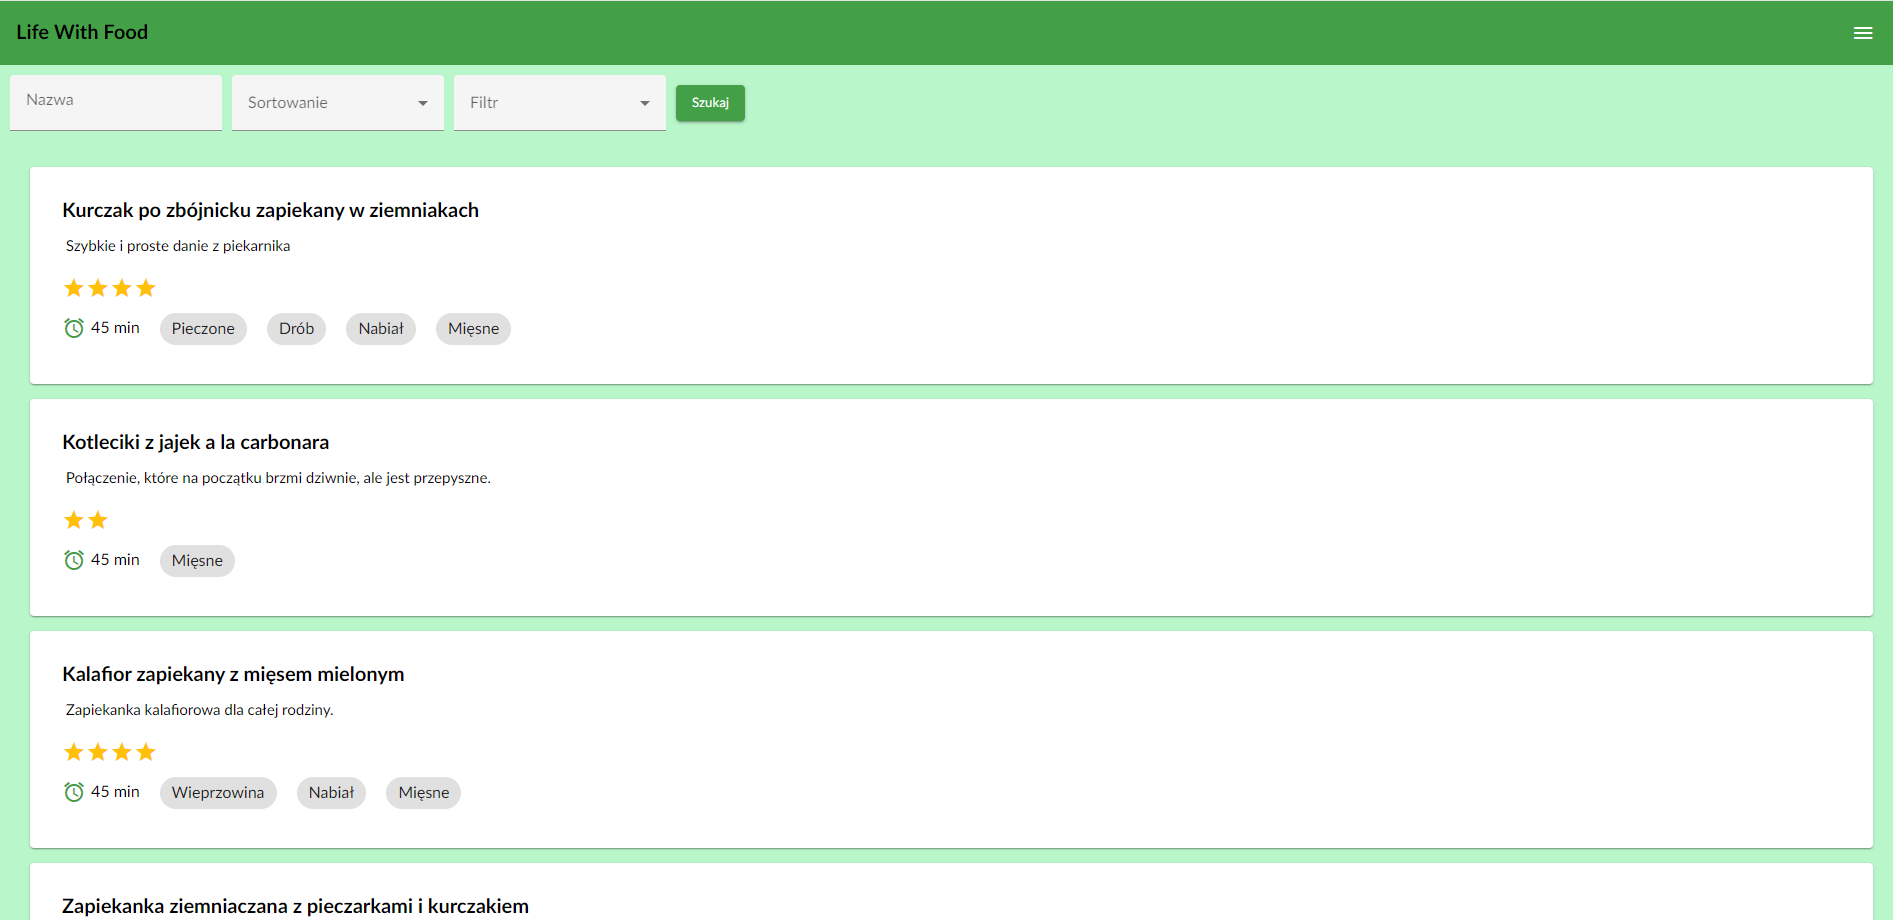 Life With Food
Nazwa
Sortowanie
Filtr
Szukaj
Kurczak po zbójnicku zapiekany w ziemniakach
Szybkie i proste danie z piekarnika
45 min Pieczone Drób Nabiał Mięsne
Kotleciki z jajek a la carbonara
Połączenie, które na początku brzmi dziwnie, ale jest przepyszne.
45 min Mięsne
Kalafior zapiekany z mięsem mielonym
Zapiekanka kalafiorowa dla całej rodziny.
45 min Wieprzowina Nabiał Mięsne
Zapiekanka ziemniaczana z pieczarkami i kurczakiem